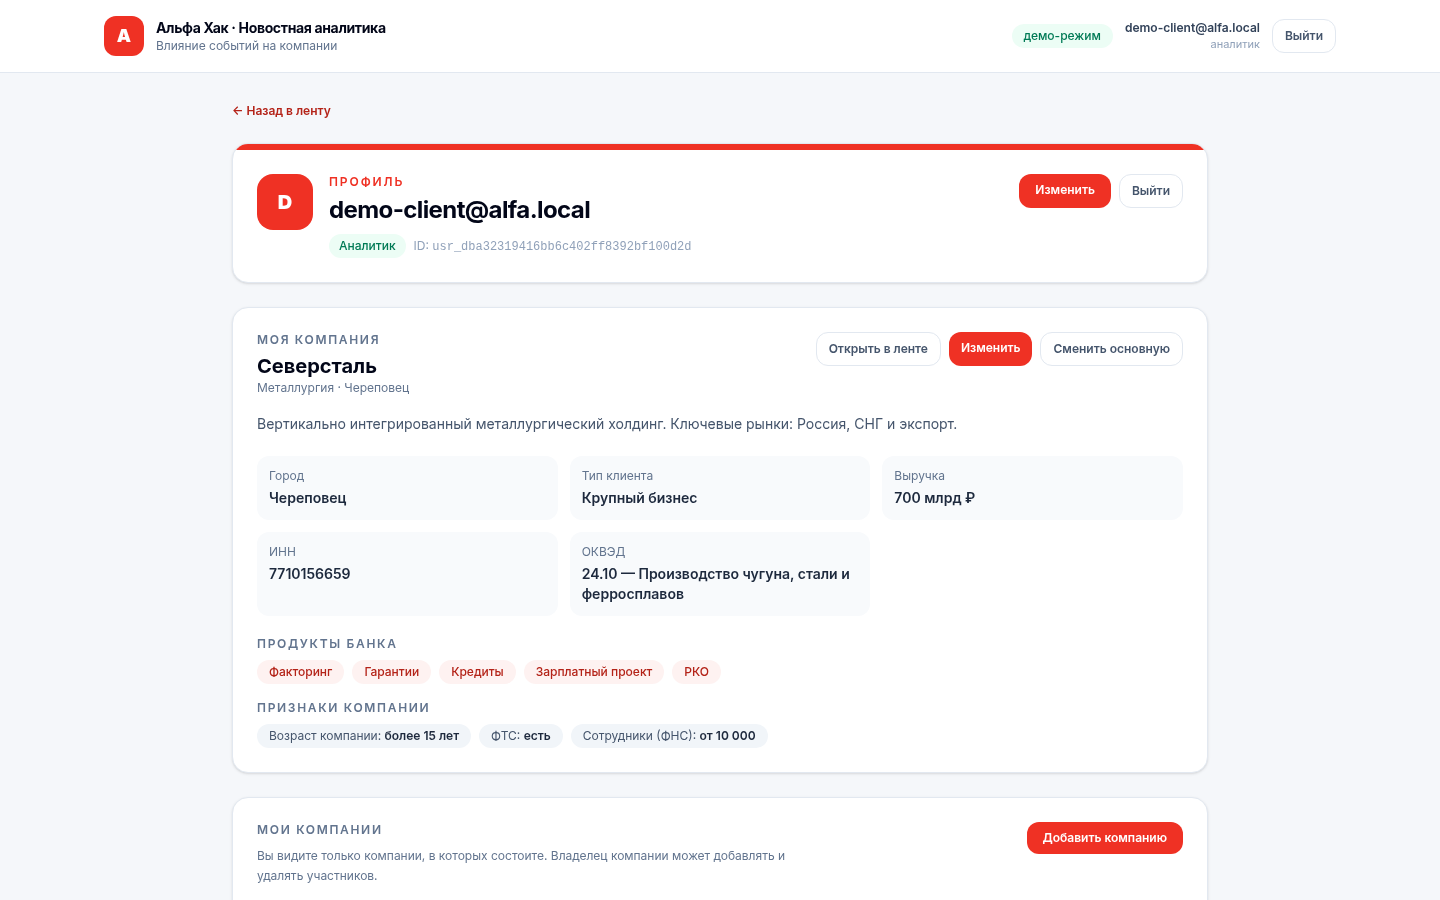 A
Альфа Хак · Новостная аналитика
Влияние событий на компании
демо-режим
demo-client@alfa.local
аналитик
Выйти
← Назад в ленту
D
ПРОФИЛЬ
demo-client@alfa.local
Аналитик ID: usr_dba32319416bb6c402ff8392bf100d2d
Изменить
Выйти
МОЯ КОМПАНИЯ
Северсталь
Металлургия · Череповец
Открыть в ленте
Изменить
Сменить основную
Вертикально интегрированный металлургический холдинг. Ключевые рынки: Россия, СНГ и экспорт.
Город
Череповец
Тип клиента
Крупный бизнес
Выручка
700 млрд ₽
ИНН
7710156659
ОКВЭД
24.10 — Производство чугуна, стали и
ферросплавов
ПРОДУКТЫ БАНКА
Факторинг Гарантии Кредиты Зарплатный проект РКО
ПРИЗНАКИ КОМПАНИИ
Возраст компании: более 15 лет ФТС: есть Сотрудники (ФНС): от 10 000
МОИ КОМПАНИИ
Вы видите только компании, в которых состоите. Владелец компании может добавлять и
удалять участников.
Добавить компанию